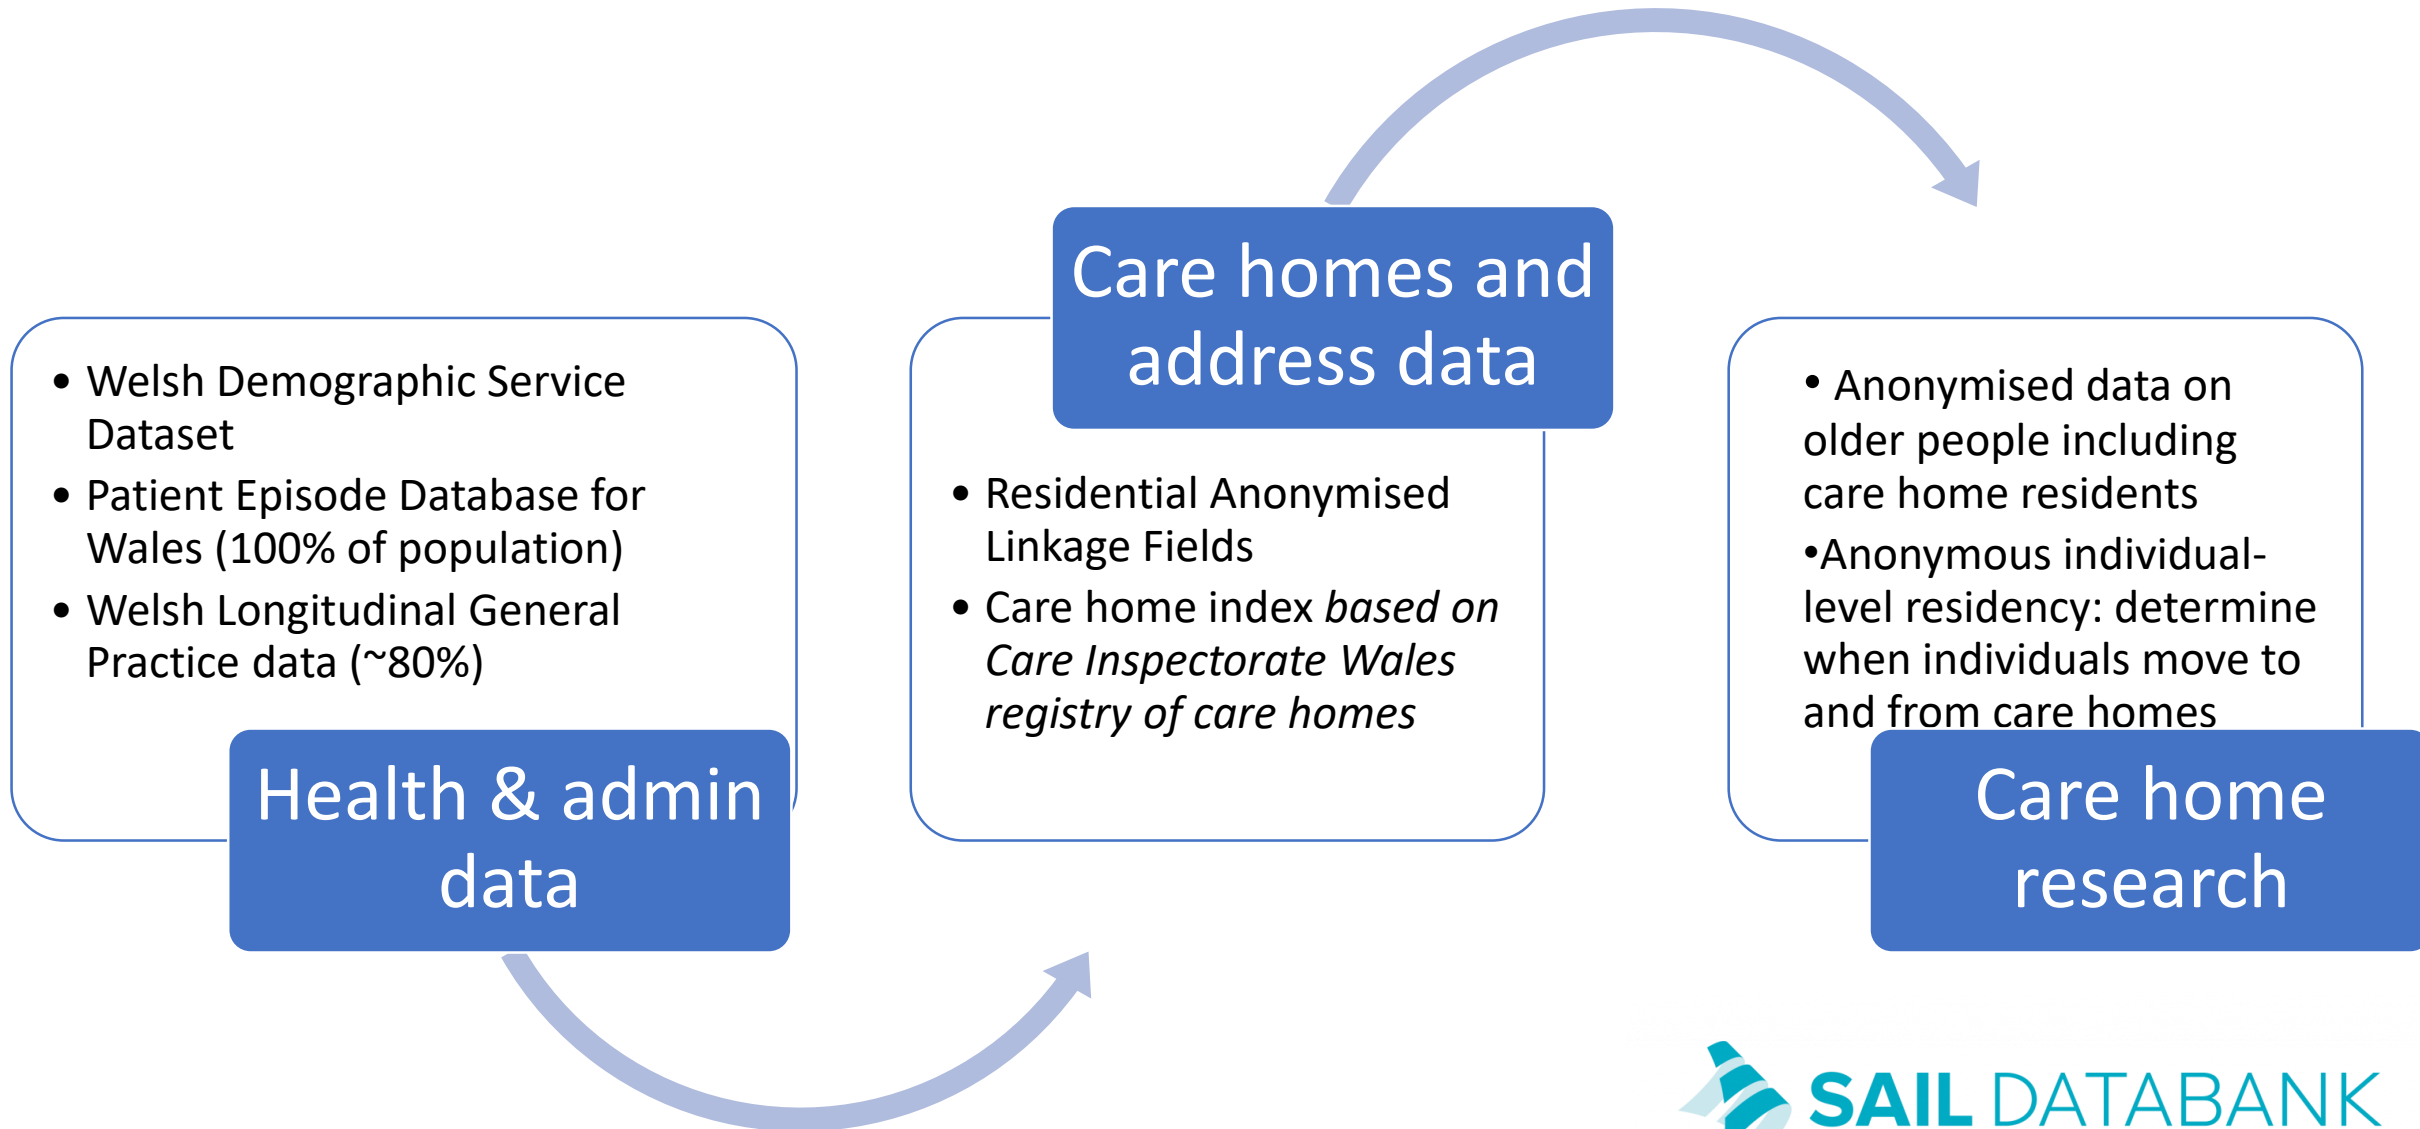 • Welsh Demographic Service
Dataset
• Patient Episode Database for
Wales (100% of population)
• Welsh Longitudinal General
Practice data (~80%)
Health & admin
data
Care homes and
address data
• Residential Anonymised
Linkage Fields
• Care home index based on
Care Inspectorate Wales
registry of care homes
• Anonymised data on
older people including
care home residents
•Anonymous individual-
level residency: determine
when individuals move to
and from care homes
Care home
research
SAIL DATABANK